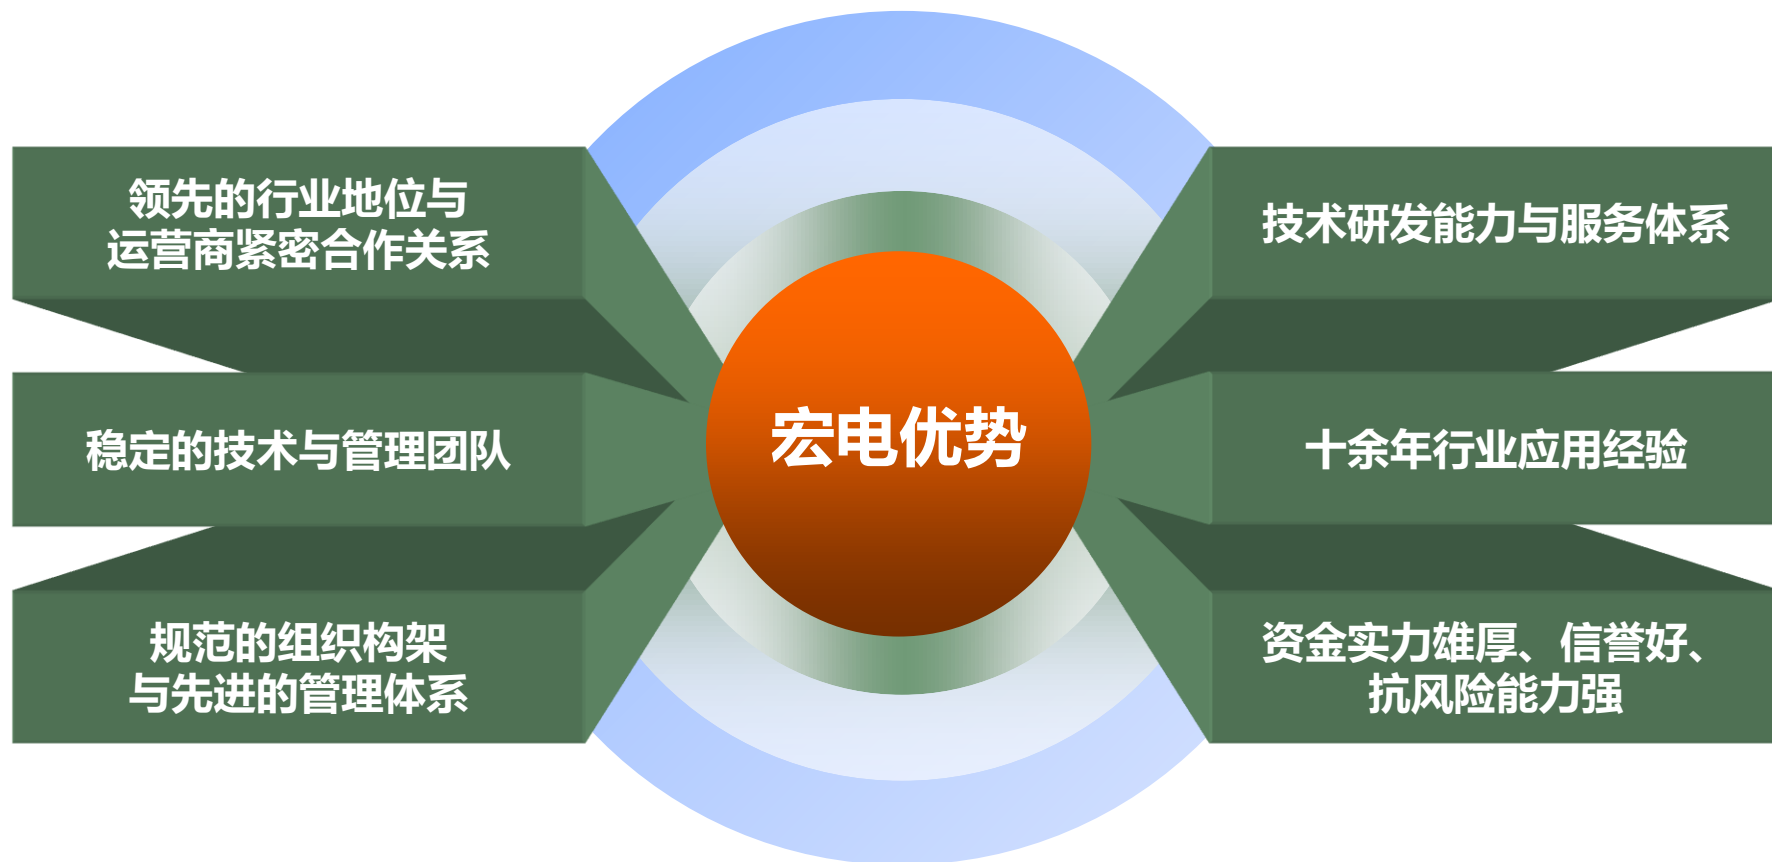 领先的行业地位与
运营商紧密合作关系
稳定的技术与管理团队
规范的组织构架
与先进的管理体系
宏电优势
技术研发能力与服务体系
十余年行业应用经验
资金实力雄厚、信誉好、
抗风险能力强